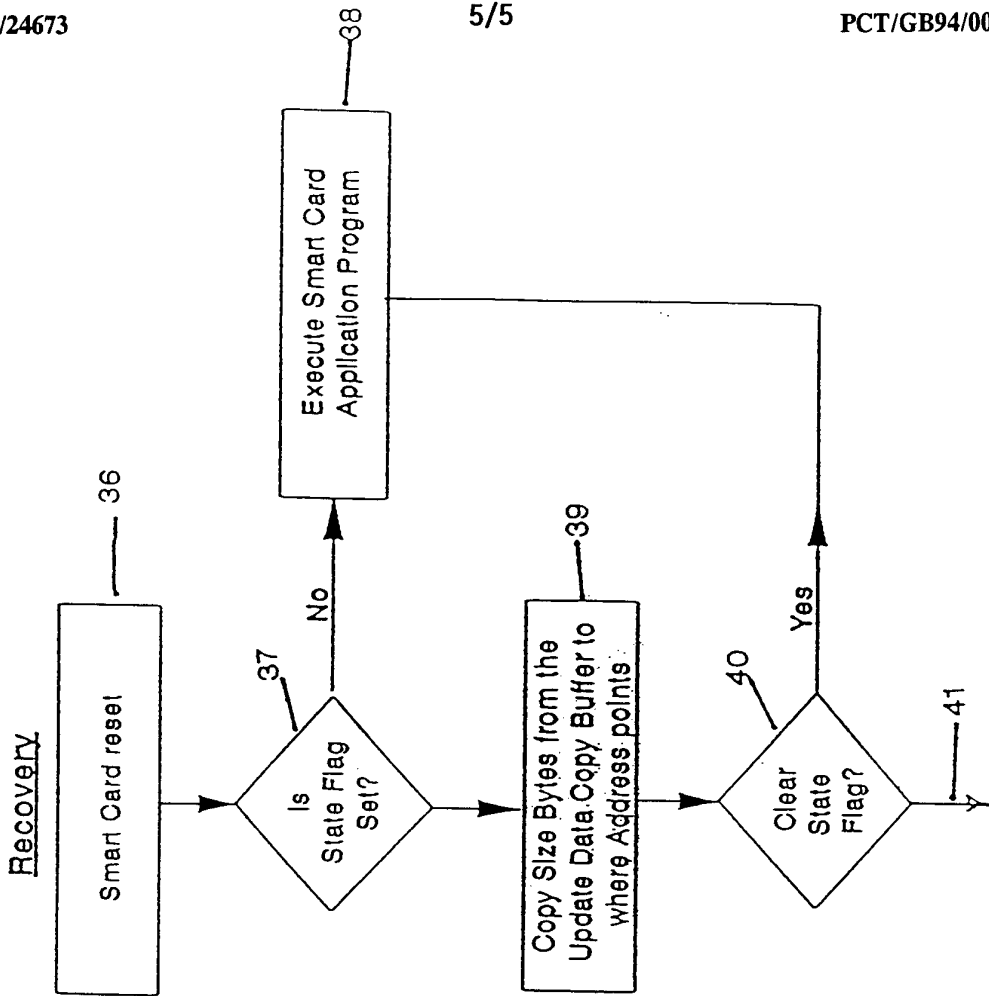 /24673
5/5
PCT/GB94/00
Recovery
Smart Card reset
36
Is
State Flag
Set?
37
No
Execute Smart Card
Application Program
38
Copy Size Bytes from the
Update Data Copy Buffer to
where Address points
39
Clear
State
Flag?
40
Yes
41